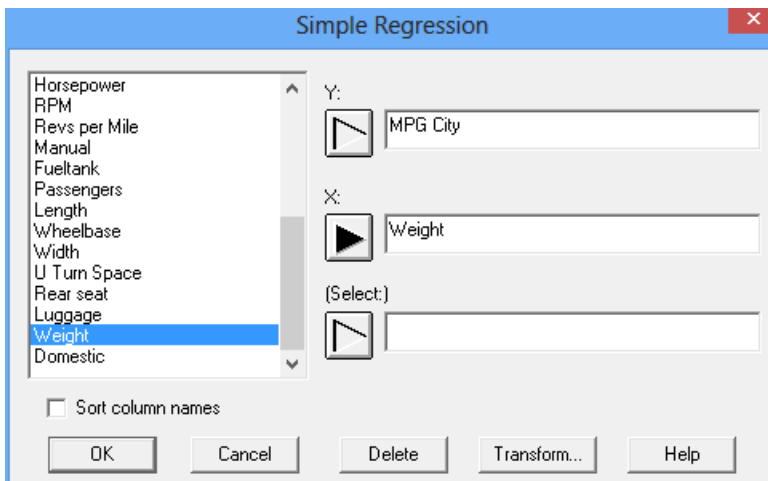 Simple Regression
Horsepower
RPM
Revs per Mile
Manual
Fueltank
Passengers
Length
Wheelbase
Width
U Turn Space
Rear seat
Luggage
Weight
Domestic
Y:
MPG City
X:
Weight
(Select:)
Sort column names
OK
Cancel
Delete
Transform...
Help